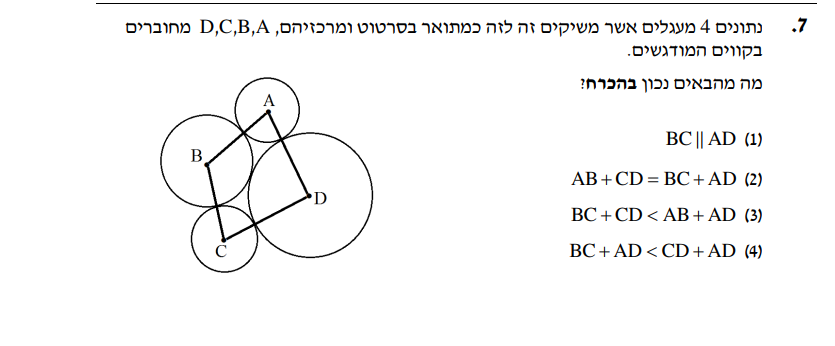 7. נתונים 4 מעגלים אשר משיקים זה לזה כמתואר בסרטוט ומרכזיהם, D,C,B,A מחוברים
בקווים המודגשים.
מה מהבאים נכון בהכרח?
(1) BC || AD
(2) AB + CD = BC + AD
(3) BC + CD < AB + AD
(4) BC + AD < CD + AD
A
B
D
C